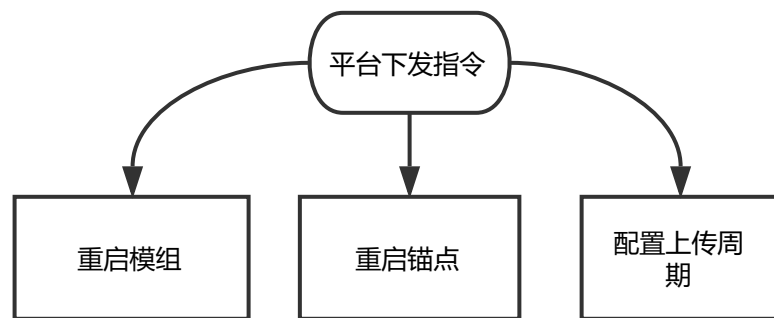 平台下发指令
重启模组
重启锚点
配置上传周
期